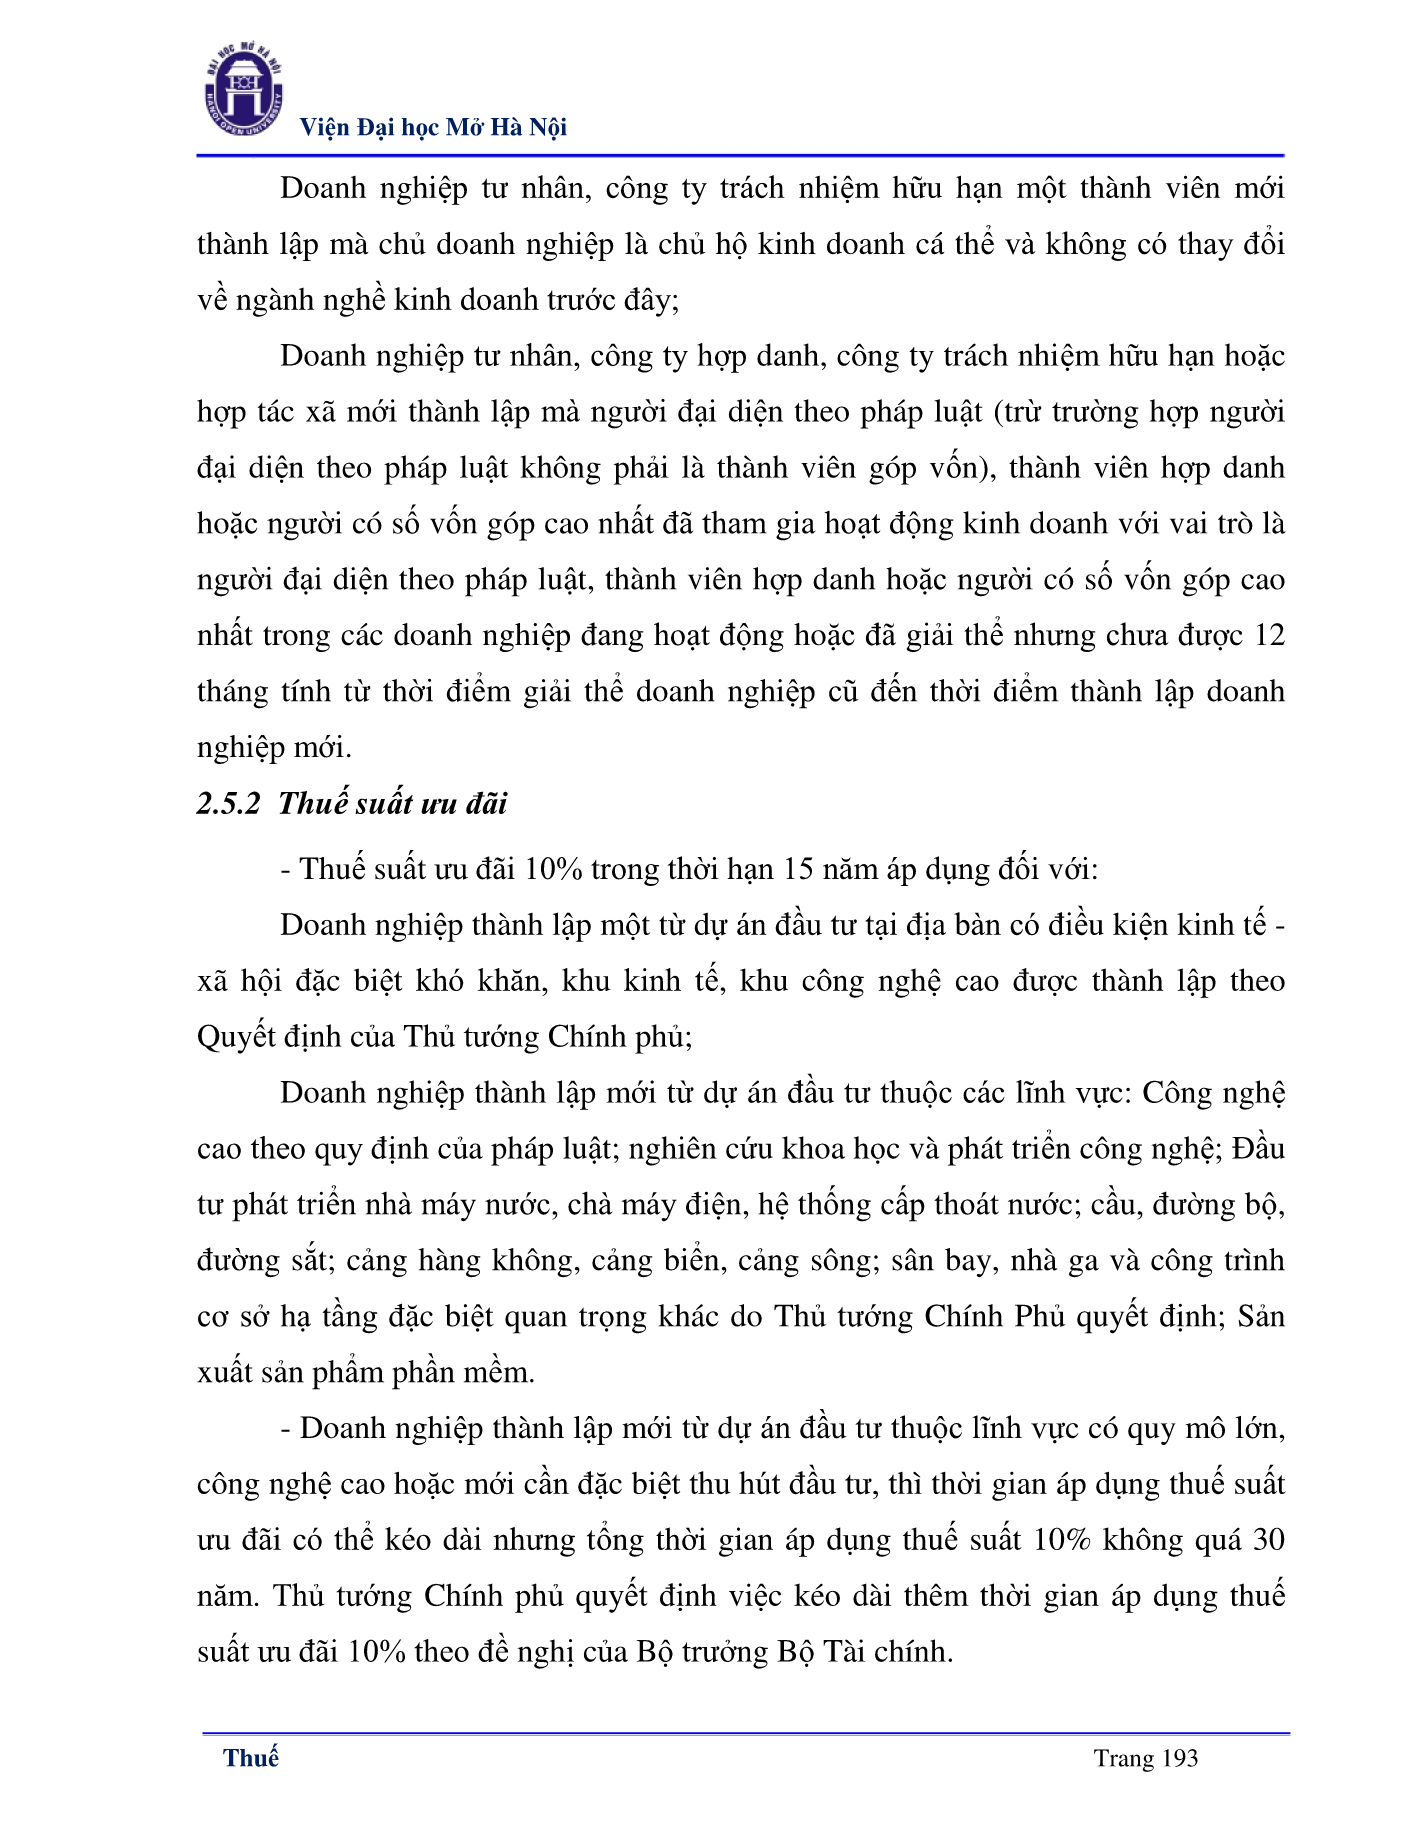 ĐẠI HỌC MỞ HÀ NỘI
HANOI OPEN UNIVERSITY
Viện Đại học Mở Hà Nội
Doanh nghiệp tư nhân, công ty trách nhiệm hữu hạn một thành viên mới
thành lập mà chủ doanh nghiệp là chủ hộ kinh doanh cá thể và không có thay đổi
về ngành nghề kinh doanh trước đây;
Doanh nghiệp tư nhân, công ty hợp danh, công ty trách nhiệm hữu hạn hoặc
hợp tác xã mới thành lập mà người đại diện theo pháp luật (trừ trường hợp người
đại diện theo pháp luật không phải là thành viên góp vốn), thành viên hợp danh
hoặc người có số vốn góp cao nhất đã tham gia hoạt động kinh doanh với vai trò là
người đại diện theo pháp luật, thành viên hợp danh hoặc người có số vốn góp cao
nhất trong các doanh nghiệp đang hoạt động hoặc đã giải thể nhưng chưa được 12
tháng tính từ thời điểm giải thể doanh nghiệp cũ đến thời điểm thành lập doanh
nghiệp mới.
2.5.2 Thuế suất ưu đãi
- Thuế suất ưu đãi 10% trong thời hạn 15 năm áp dụng đối với:
Doanh nghiệp thành lập một từ dự án đầu tư tại địa bàn có điều kiện kinh tế -
xã hội đặc biệt khó khăn, khu kinh tế, khu công nghệ cao được thành lập theo
Quyết định của Thủ tướng Chính phủ;
Doanh nghiệp thành lập mới từ dự án đầu tư thuộc các lĩnh vực: Công nghệ
cao theo quy định của pháp luật; nghiên cứu khoa học và phát triển công nghệ; Đầu
tư phát triển nhà máy nước, chà máy điện, hệ thống cấp thoát nước; cầu, đường bộ,
đường sắt; cảng hàng không, cảng biển, cảng sông; sân bay, nhà ga và công trình
cơ sở hạ tầng đặc biệt quan trọng khác do Thủ tướng Chính Phủ quyết định; Sản
xuất sản phẩm phần mềm.
- Doanh nghiệp thành lập mới từ dự án đầu tư thuộc lĩnh vực có quy mô lớn,
công nghệ cao hoặc mới cần đặc biệt thu hút đầu tư, thì thời gian áp dụng thuế suất
ưu đãi có thể kéo dài nhưng tổng thời gian áp dụng thuế suất 10% không quá 30
năm. Thủ tướng Chính phủ quyết định việc kéo dài thêm thời gian áp dụng thuế
suất ưu đãi 10% theo đề nghị của Bộ trưởng Bộ Tài chính.
Thuế
Trang 193